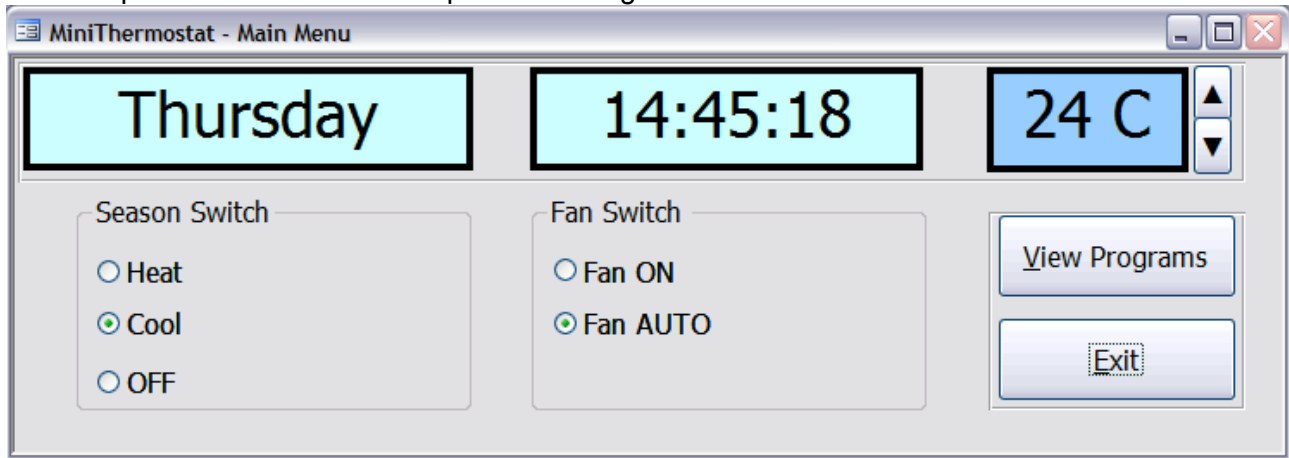 MiniThermostat - Main Menu
Thursday
14:45:18
24 C
Season Switch
Heat
Cool
OFF
Fan Switch
Fan ON
Fan AUTO
View Programs
Exit